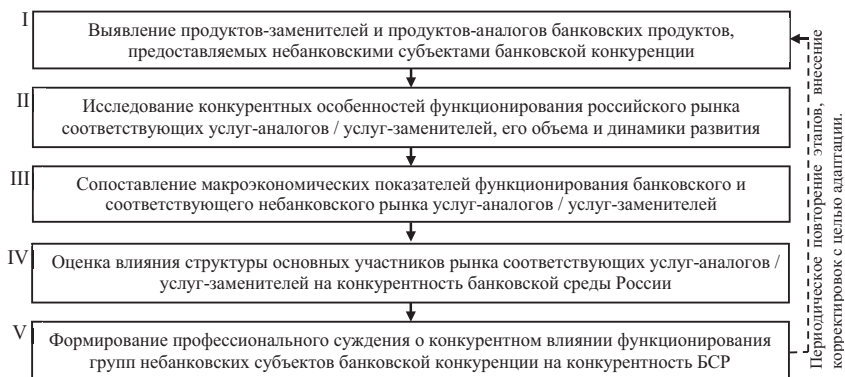 I
Выявление продуктов-заменителей и продуктов-аналогов банковских продуктов,
предоставляемых небанковскими субъектами банковской конкуренции
II
Исследование конкурентных особенностей функционирования российского рынка
соответствующих услуг-аналогов / услуг-заменителей, его объема и динамики развития
III
Сопоставление макроэкономических показателей функционирования банковского и
соответствующего небанковского рынка услуг-аналогов / услуг-заменителей
IV
Оценка влияния структуры основных участников рынка соответствующих услуг-аналогов /
услуг-заменителей на конкурентность банковской среды России
V
Формирование профессионального суждения о конкурентном влиянии функционирования
групп небанковских субъектов банковской конкуренции на конкурентность БСР
Периодическое повторение этапов, внесение
корректировок с целью адаптации.